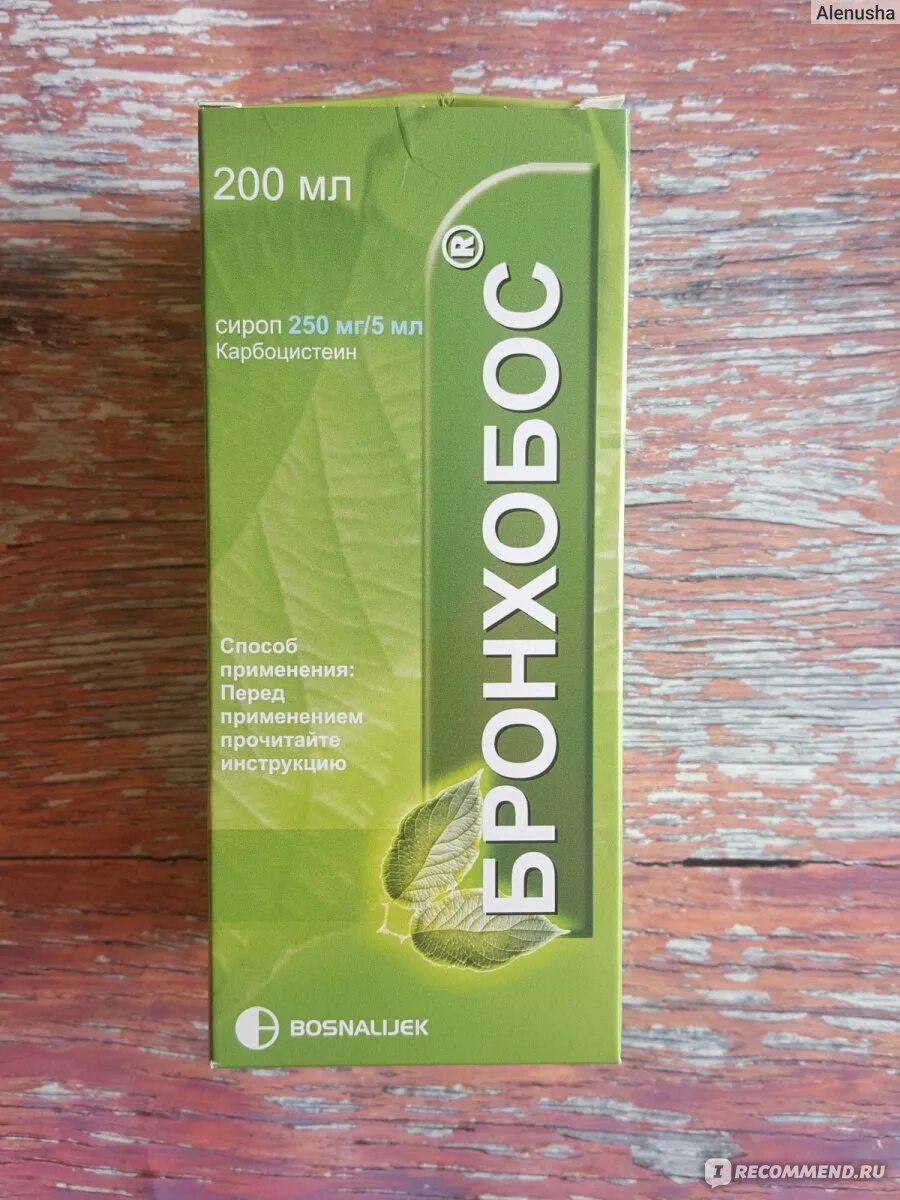 Alenusha
200 мл
БРОНХОБОС®
сироп 250 мг/5 мл
Карбоцистеин
Способ
применения:
Перед
применением
прочитайте
инструкцию
BOSNALIJEK
I RECOMMEND.RU